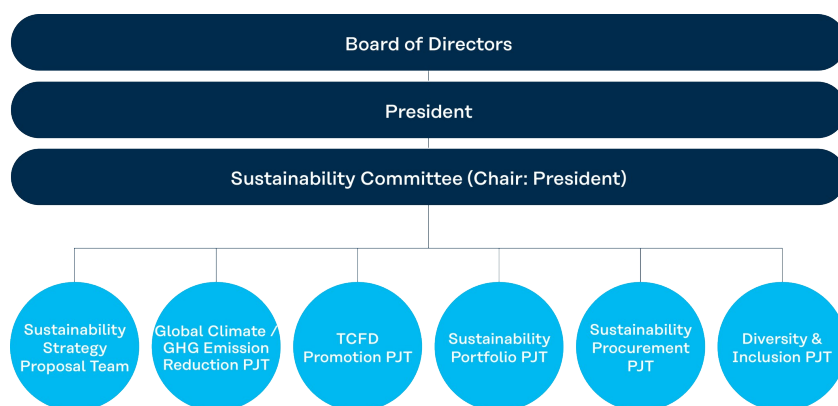 Board of Directors
President
Sustainability Committee (Chair: President)
Sustainability
Strategy
Proposal Team
Global Climate /
GHG Emission
Reduction PJT
TCFD
Promotion PJT
Sustainability
Portfolio PJT
Sustainability
Procurement
PJT
Diversity &
Inclusion PJT